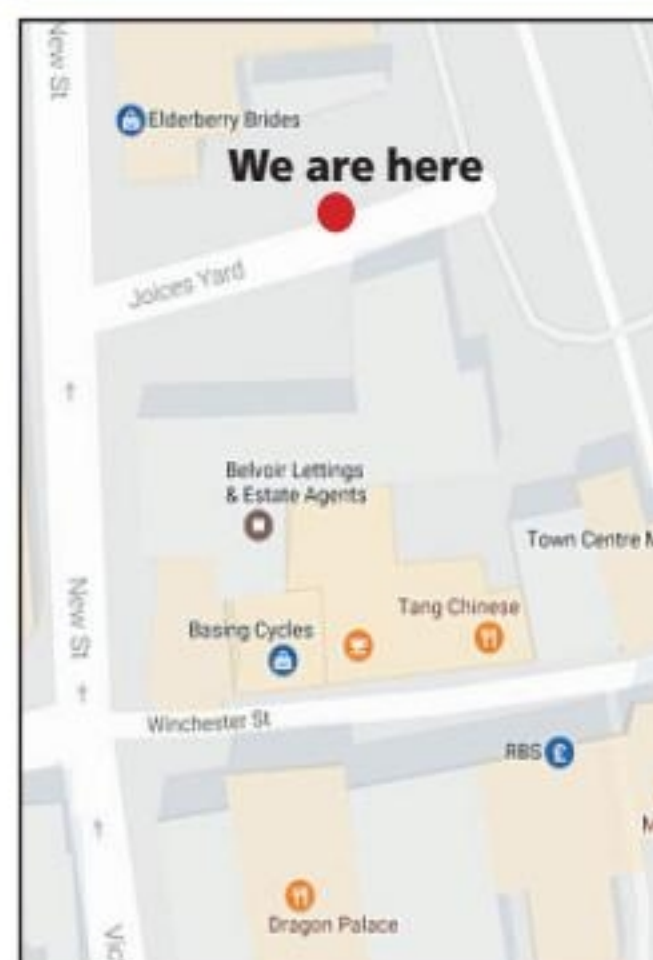 New St
Elderberry Brides
We are here
Joices Yard
Belvoir Lettings
& Estate Agents
Town Centre
New St
Tang Chinese
Basing Cycles
Winchester St
RBS
£
Dragon Palace